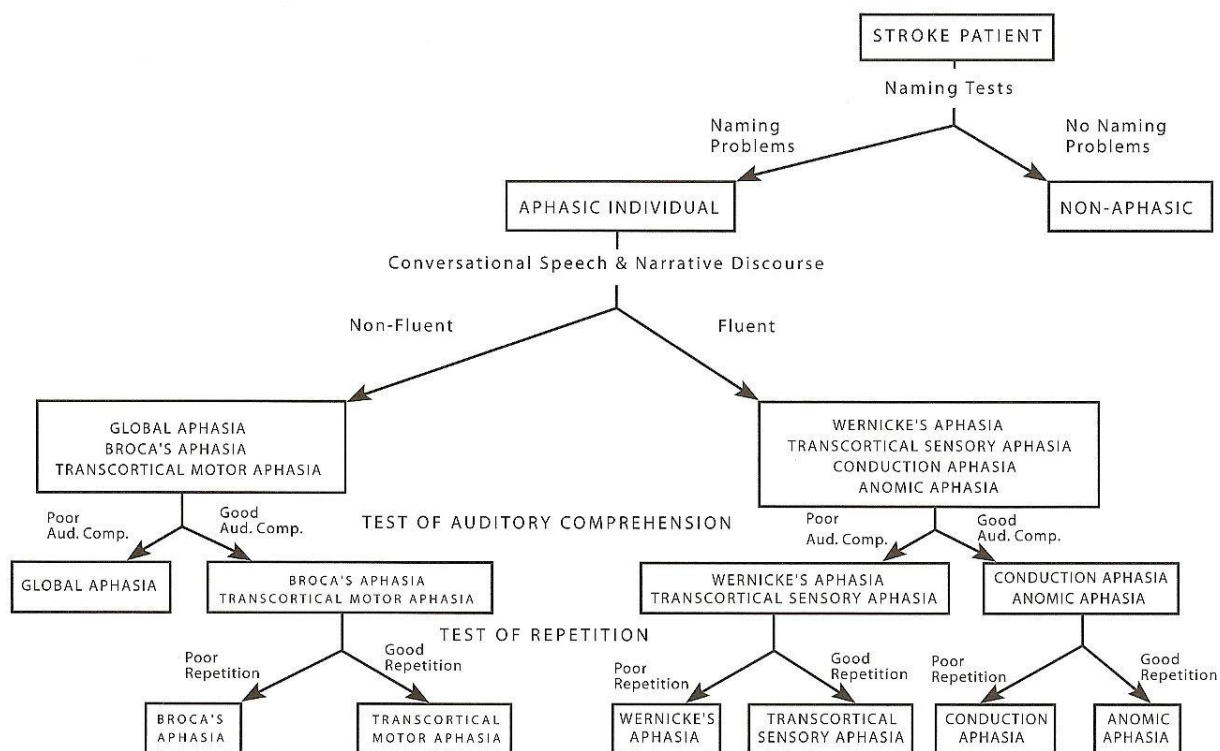 STROKE PATIENT
Naming Tests
Naming
Problems
No Naming
Problems
APHASIC INDIVIDUAL
NON-APHASIC
Conversational Speech & Narrative Discourse
Non-Fluent
Fluent
GLOBAL APHASIA
BROCA'S APHASIA
TRANSCORTICAL MOTOR APHASIA
WERNICKE'S APHASIA
TRANSCORTICAL SENSORY APHASIA
CONDUCTION APHASIA
ANOMIC APHASIA
Poor
Aud. Comp.
Good
Aud. Comp.
TEST OF AUDITORY COMPREHENSION
Poor
Aud. Comp.
Good
Aud. Comp.
GLOBAL APHASIA
BROCA'S APHASIA
TRANSCORTICAL MOTOR APHASIA
WERNICKE'S APHASIA
TRANSCORTICAL SENSORY APHASIA
CONDUCTION APHASIA
ANOMIC APHASIA
TEST OF REPETITION
Poor
Repetition
Good
Repetition
Poor
Repetition
Good
Repetition
Poor
Repetition
Good
Repetition
BROCA'S
APHASIA
TRANSCORTICAL
MOTOR APHASIA
WERNICKE'S
APHASIA
TRANSCORTICAL
SENSORY APHASIA
CONDUCTION
APHASIA
ANOMIC
APHASIA